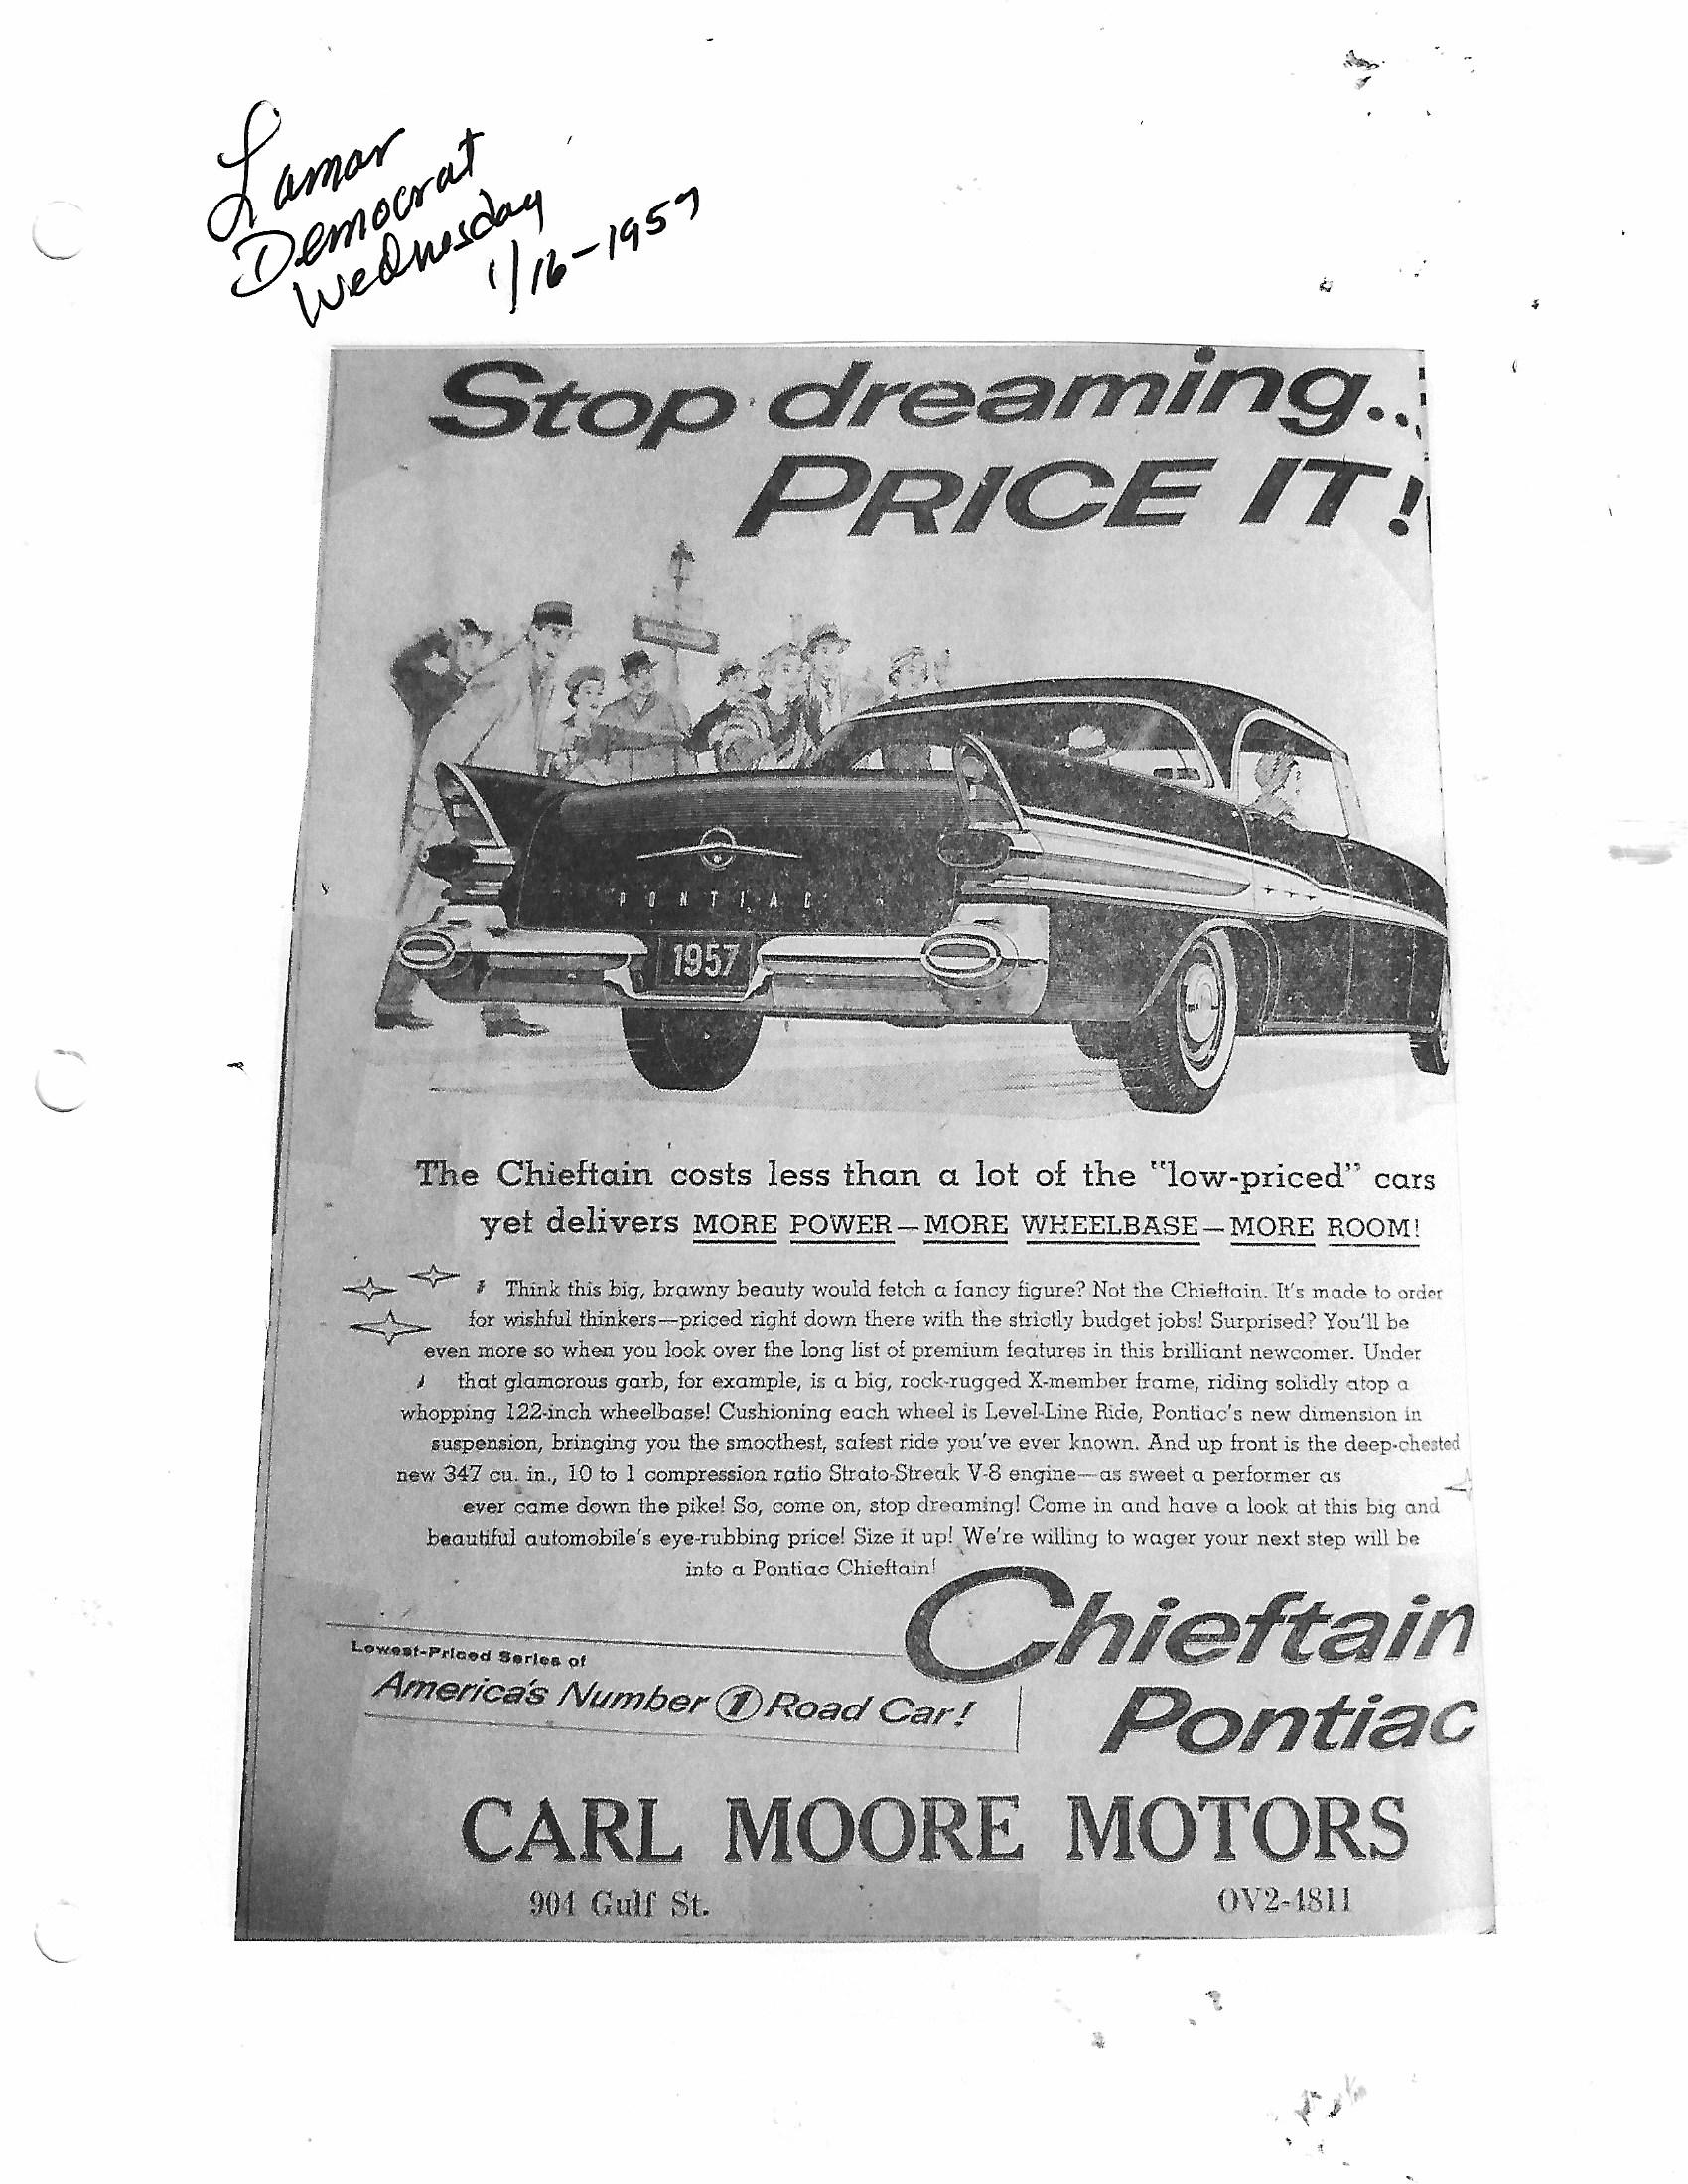 Lamar
Democrat
Wednesday
1/16-1957
Stop dreaming...
PRICE IT!
PONTIAC
1957
The Chieftain costs less than a lot of the "low-priced" cars
yet delivers MORE POWER—MORE WHEELBASE—MORE ROOM!
Think this big, brawny beauty would fetch a fancy figure? Not the Chieftain. It's made to order
for wishful thinkers—priced right down there with the strictly budget jobs! Surprised? You'll be
even more so when you look over the long list of premium features in this brilliant newcomer. Under
that glamorous garb, for example, is a big, rock-rugged X-member frame, riding solidly atop a
whopping 122-inch wheelbase! Cushioning each wheel is Level-Line Ride, Pontiac's new dimension in
suspension, bringing you the smoothest, safest ride you've ever known. And up front is the deep-chested
new 347 cu. in., 10 to 1 compression ratio Strato-Streak V-8 engine—as sweet a performer as
ever came down the pike! So, come on, stop dreaming! Come in and have a look at this big and
beautiful automobile's eye-rubbing price! Size it up! We're willing to wager your next step will be
into a Pontiac Chieftain!
Lowest-Priced Series of
America's Number 1 Road Car!
Chieftain
Pontiac
CARL MOORE MOTORS
904 Gulf St. OV2-4811